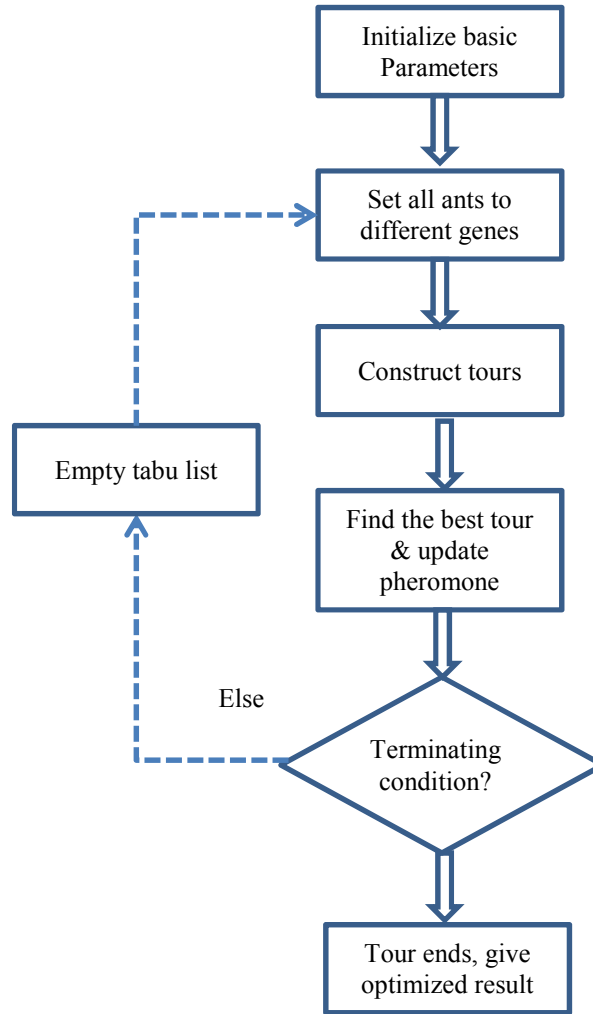 Initialize basic
Parameters
Set all ants to
different genes
Construct tours
Empty tabu list
Find the best tour
& update
pheromone
Else
Terminating
condition?
Tour ends, give
optimized result